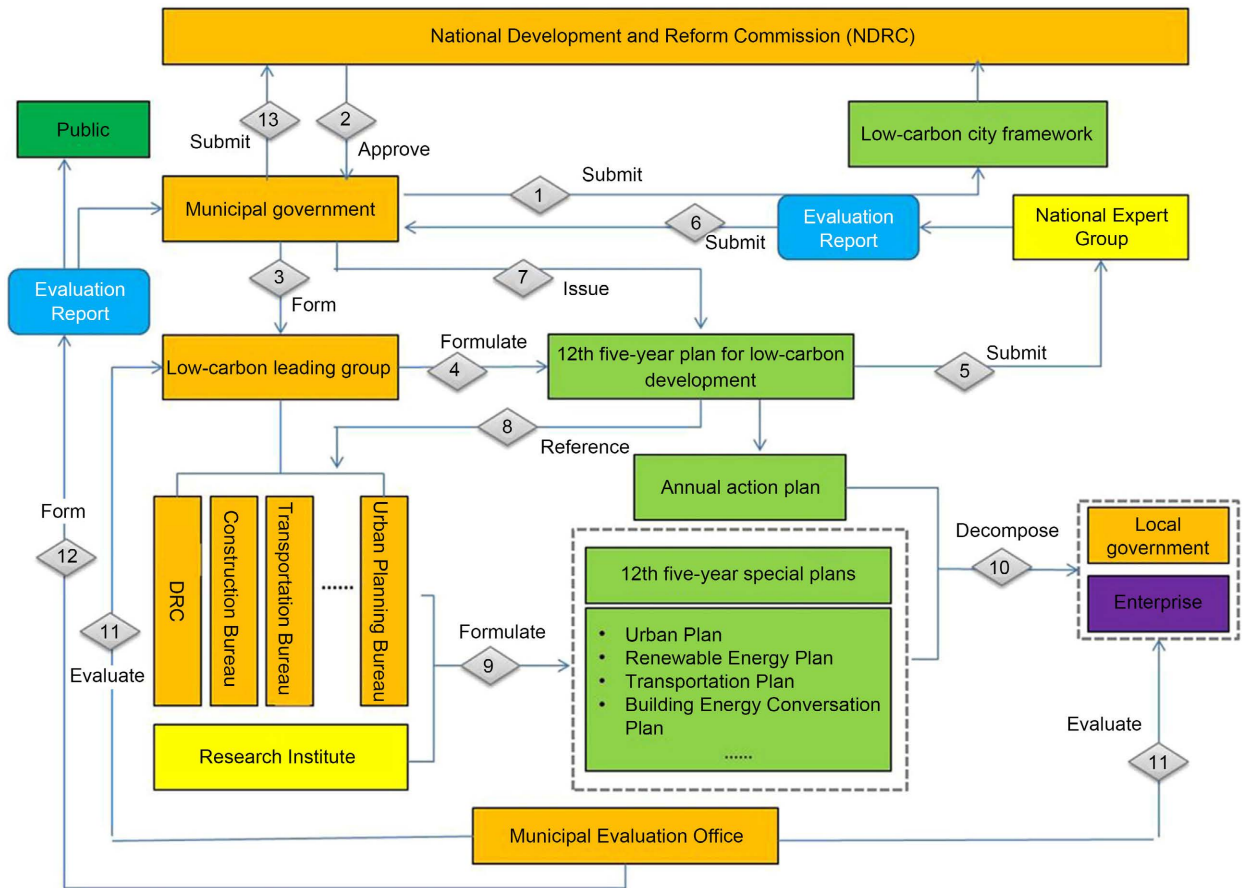 National Development and Reform Commission (NDRC)
13
Submit
2
Approve
Public
Low-carbon city framework
Municipal government
1
Submit
6
Submit
Evaluation
Report
National Expert
Group
Evaluation
Report
3
Form
7
Issue
Low-carbon leading group
Formulate
4
12th five-year plan for low-carbon
development
Submit
5
8
Reference
Annual action plan
DRC
Construction Bureau
Transportation Bureau
......
Urban Planning Bureau
Form
12
11
Evaluate
Research Institute
Formulate
9
12th five-year special plans
• Urban Plan
• Renewable Energy Plan
• Transportation Plan
• Building Energy Conversation
Plan
......
Decompose
10
Local
government
Enterprise
Evaluate
11
Municipal Evaluation Office